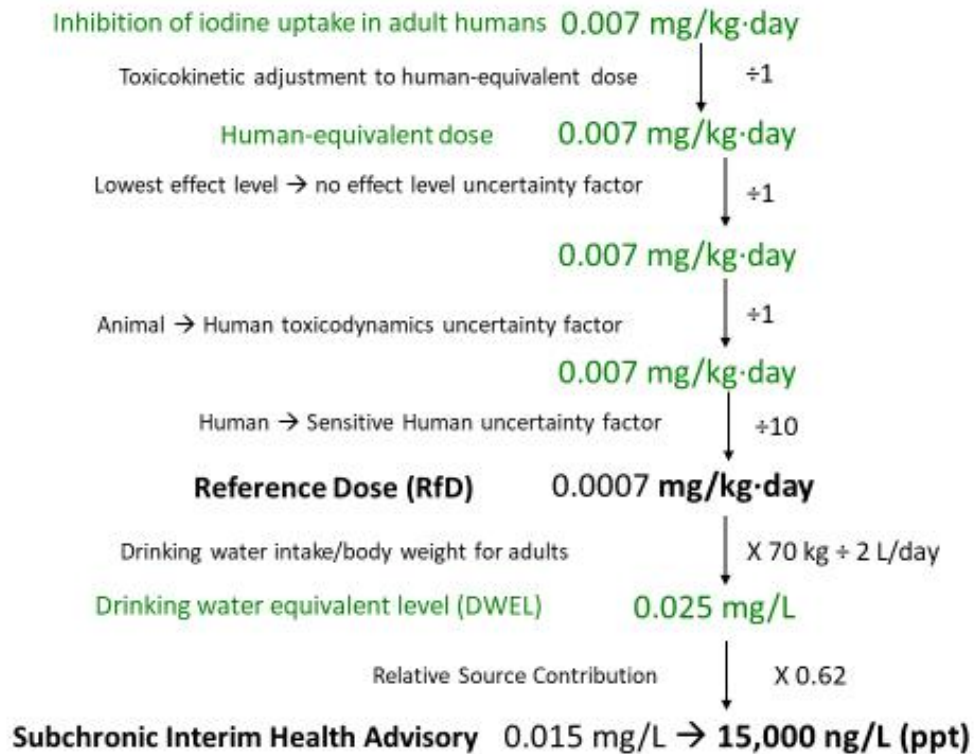 Inhibition of iodine uptake in adult humans 0.007 mg/kg·day
Toxicokinetic adjustment to human-equivalent dose ÷1
Human-equivalent dose 0.007 mg/kg·day
Lowest effect level → no effect level uncertainty factor ÷1
0.007 mg/kg·day
Animal → Human toxicodynamics uncertainty factor ÷1
0.007 mg/kg·day
Human → Sensitive Human uncertainty factor ÷10
Reference Dose (RfD) 0.0007 mg/kg·day
Drinking water intake/body weight for adults X 70 kg ÷ 2 L/day
Drinking water equivalent level (DWEL) 0.025 mg/L
Relative Source Contribution X 0.62
Subchronic Interim Health Advisory 0.015 mg/L → 15,000 ng/L (ppt)